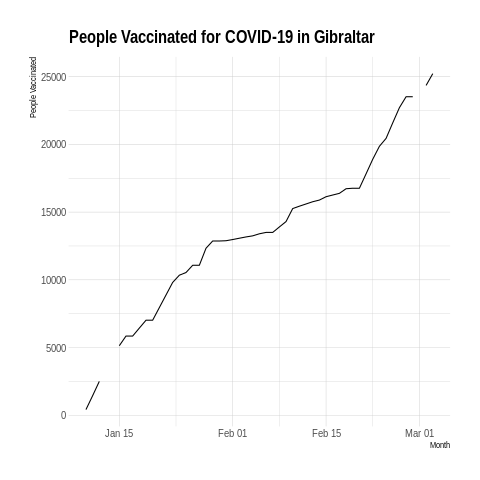 People Vaccinated for COVID-19 in Gibraltar
People Vaccinated
25000
20000
15000
10000
5000
0
Jan 15 Feb 01 Feb 15 Mar 01
Month